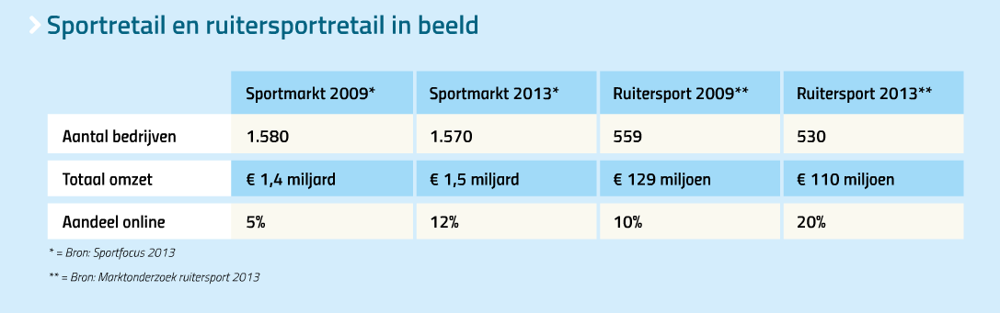 Sportretail en ruitersportretail in beeld
Sportmarkt 2009* Sportmarkt 2013* Ruitersport 2009** Ruitersport 2013**
Aantal bedrijven 1.580 1.570 559 530
Totaal omzet € 1,4 miljard € 1,5 miljard € 129 miljoen € 110 miljoen
Aandeel online 5% 12% 10% 20%
* = Bron: Sportfocus 2013
** = Bron: Marktonderzoek ruitersport 2013